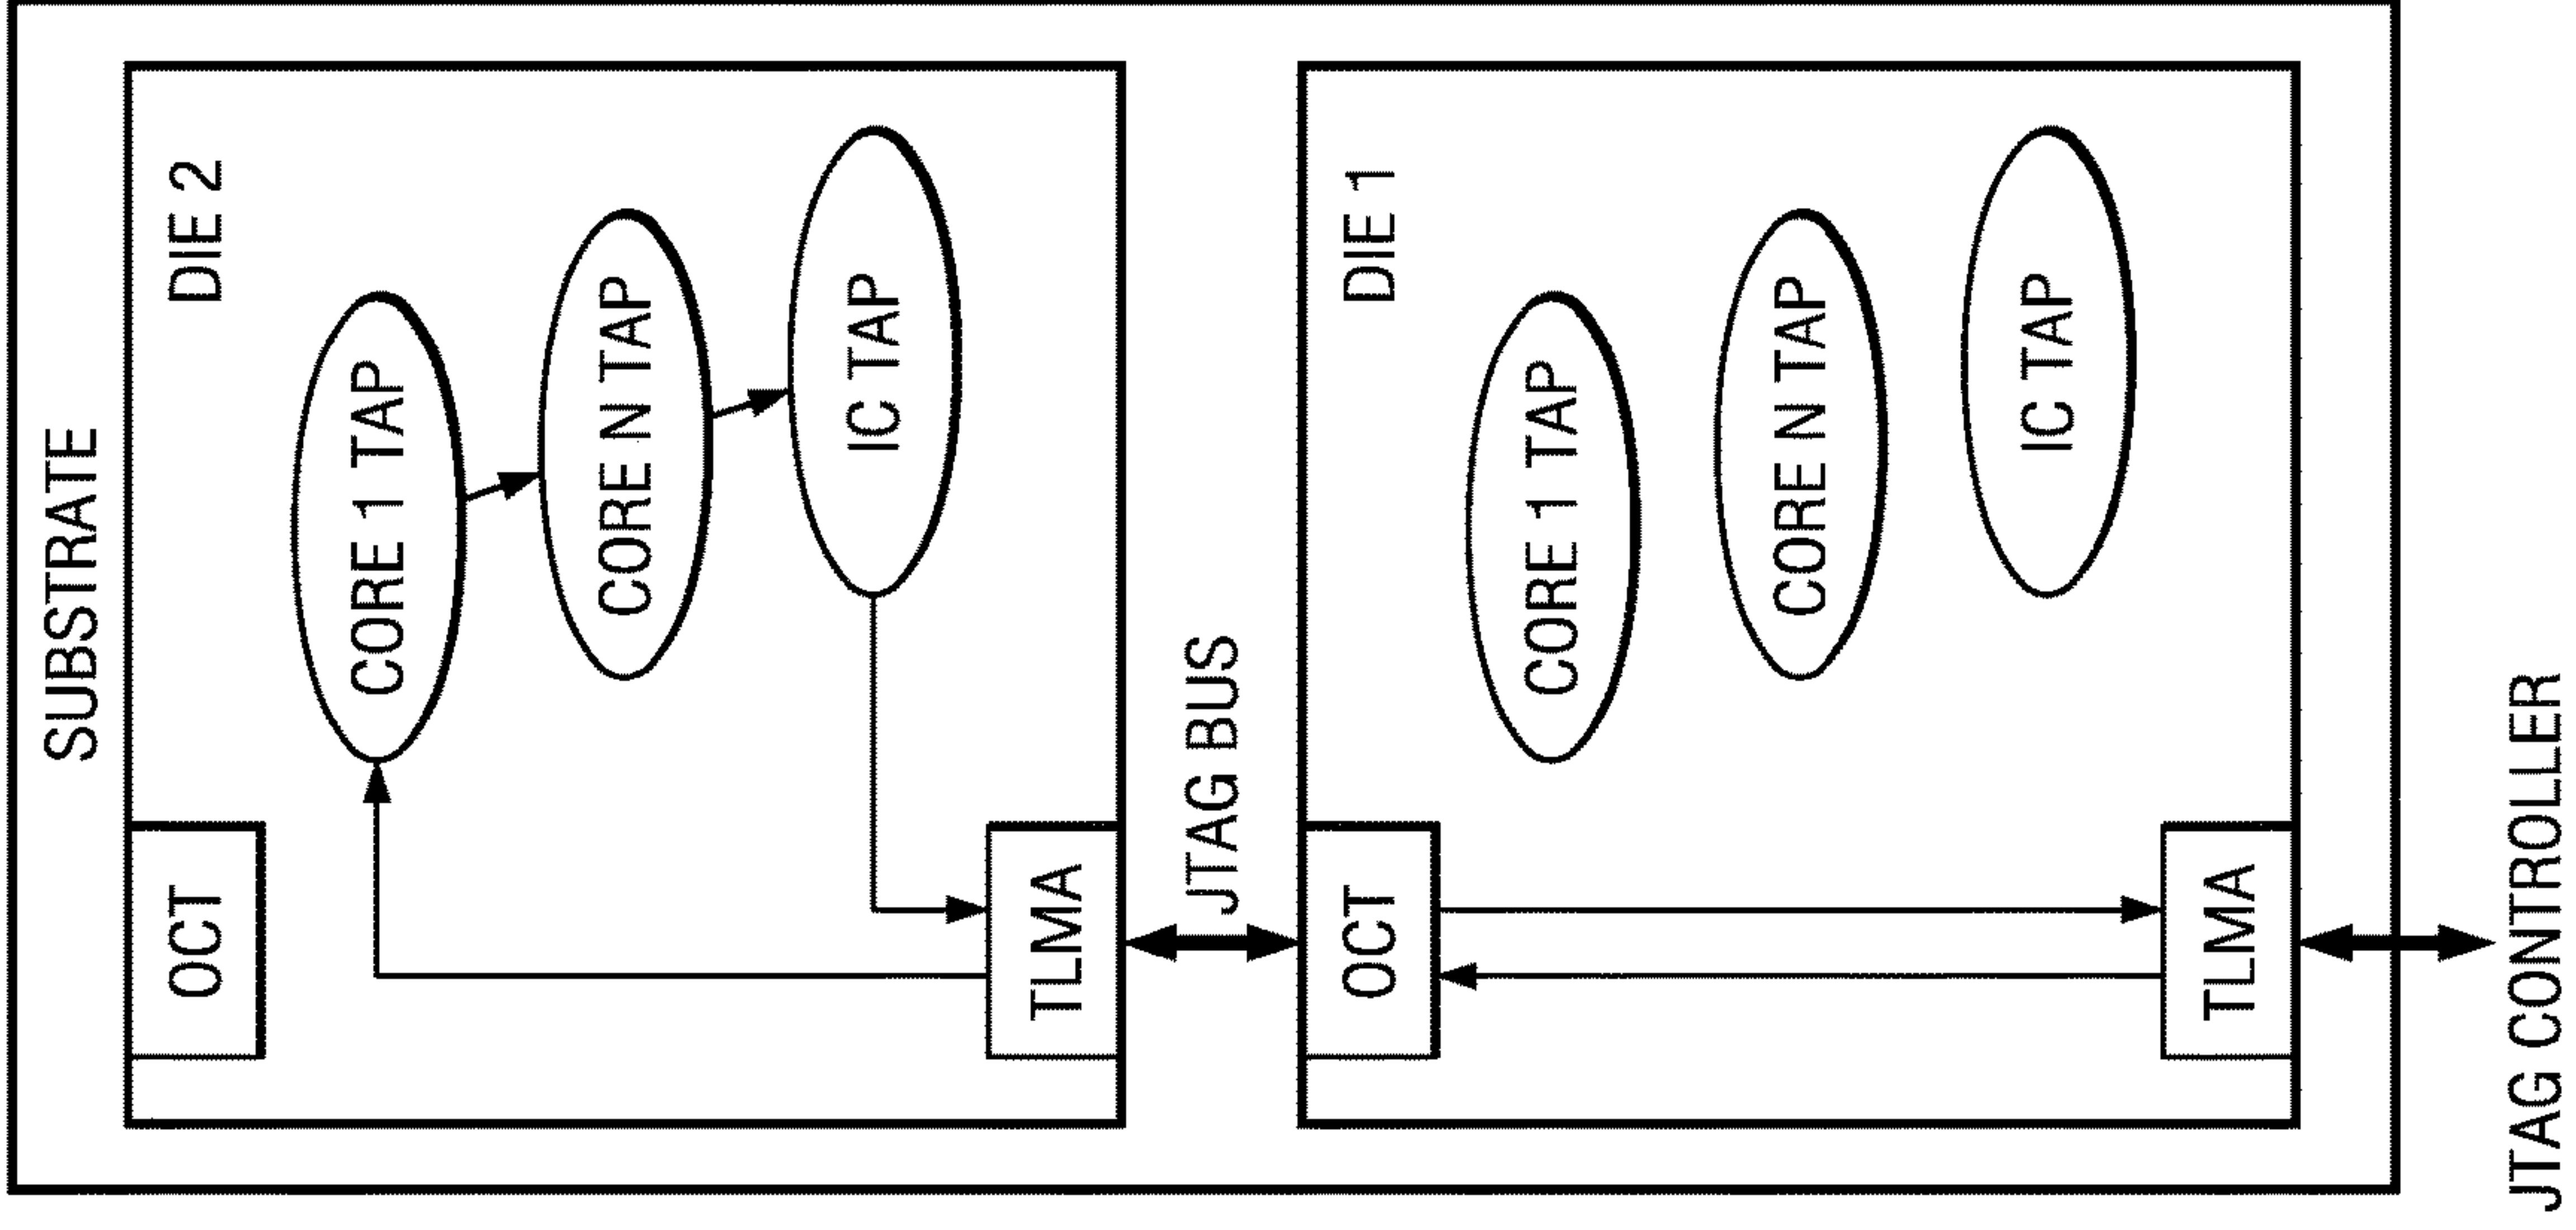 SUBSTRATE
DIE 2
OCT
CORE 1 TAP
CORE N TAP
IC TAP
TLMA
JTAG BUS
DIE 1
OCT
CORE 1 TAP
CORE N TAP
IC TAP
TLMA
JTAG CONTROLLER